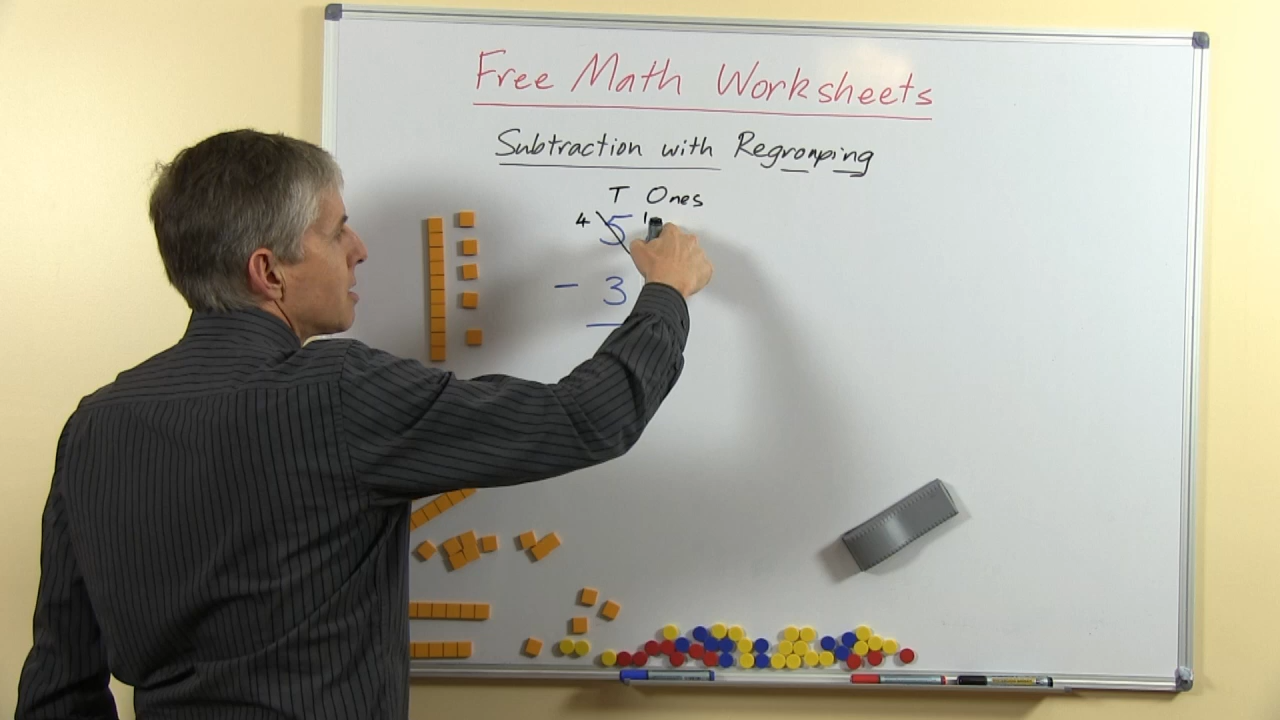 Free Math Worksheets
Subtraction with Regrouping
T Ones
4 5 1
- 3